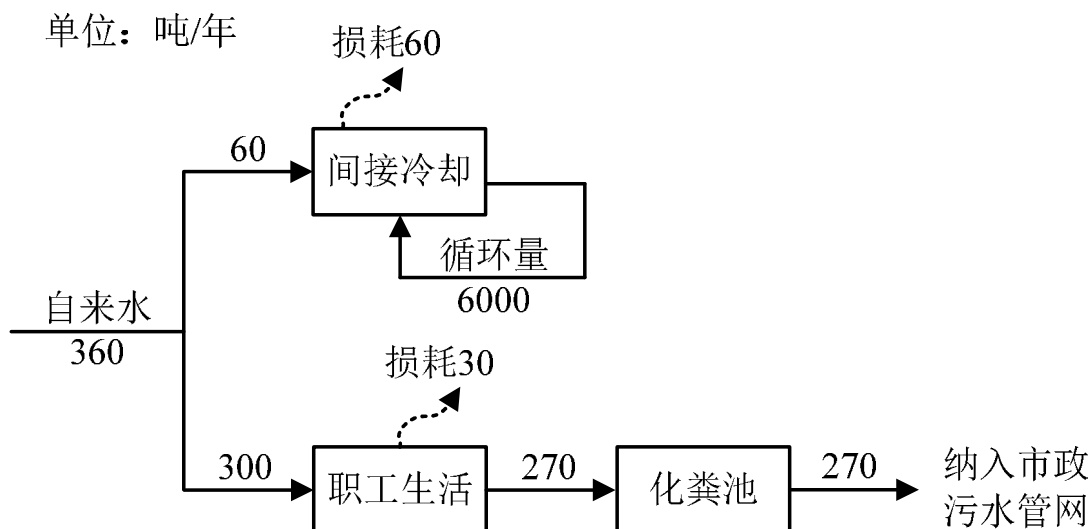 单位：吨/年
损耗60
60
间接冷却
循环量
6000
自来水
360
损耗30
300
职工生活
270
化粪池
270
纳入市政
污水管网